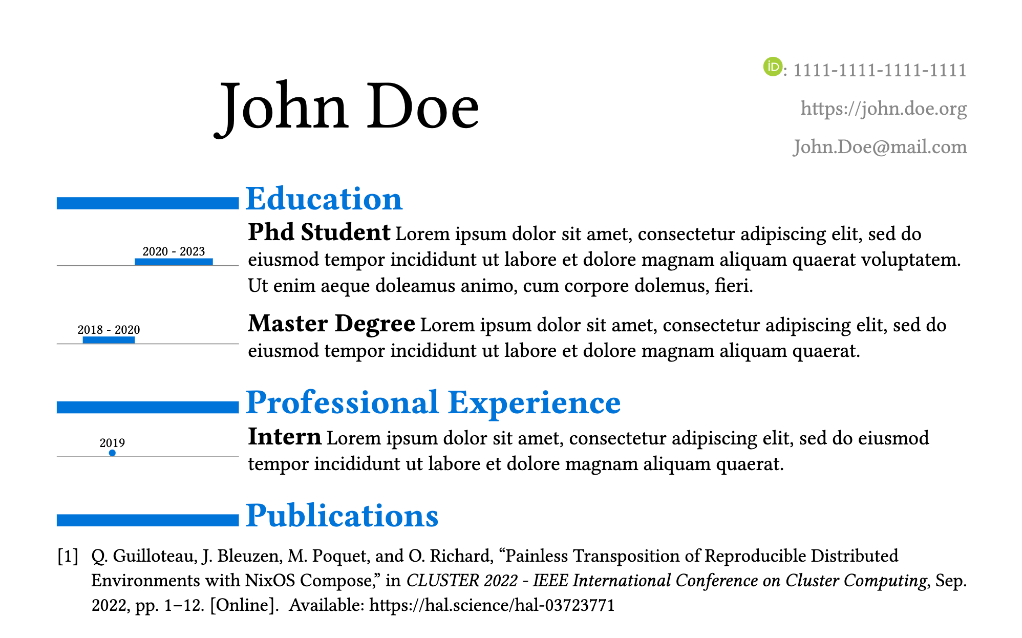 John Doe
iD: 1111-1111-1111-1111
https://john.doe.org
John.Doe@mail.com
Education
2020 - 2023
Phd Student Lorem ipsum dolor sit amet, consectetur adipiscing elit, sed do
eiusmod tempor incididunt ut labore et dolore magnam aliquam quaerat voluptatem.
Ut enim aeque doleamus animo, cum corpore dolemus, fieri.
2018 - 2020
Master Degree Lorem ipsum dolor sit amet, consectetur adipiscing elit, sed do
eiusmod tempor incididunt ut labore et dolore magnam aliquam quaerat.
Professional Experience
2019
Intern Lorem ipsum dolor sit amet, consectetur adipiscing elit, sed do eiusmod
tempor incididunt ut labore et dolore magnam aliquam quaerat.
Publications
[1] Q. Guilloteau, J. Bleuzen, M. Poquet, and O. Richard, “Painless Transposition of Reproducible Distributed
Environments with NixOS Compose,” in CLUSTER 2022 - IEEE International Conference on Cluster Computing, Sep.
2022, pp. 1–12. [Online]. Available: https://hal.science/hal-03723771